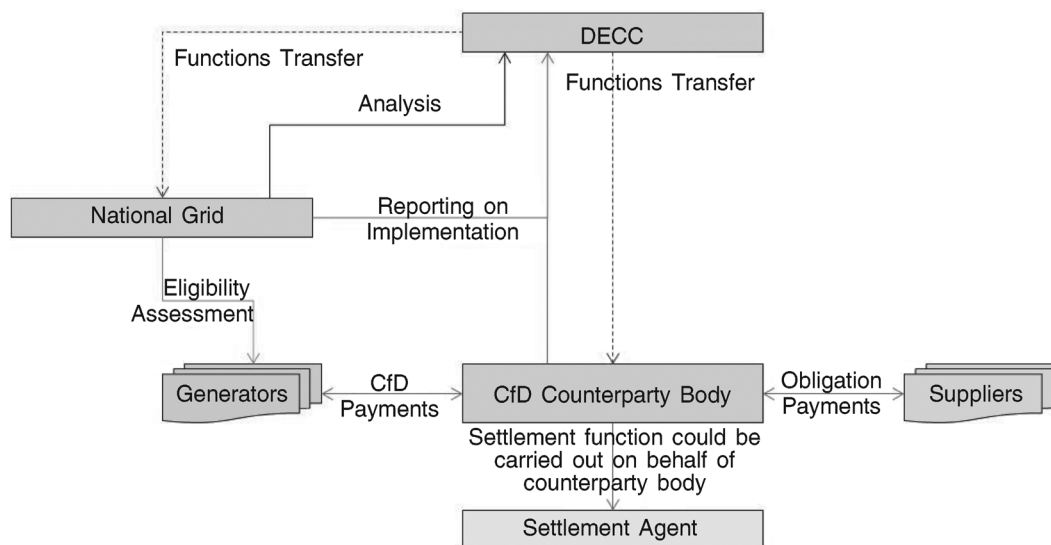 DECC
Functions Transfer
Functions Transfer
Analysis
National Grid
Reporting on
Implementation
Eligibility
Assessment
Generators
CfD
Payments
CfD Counterparty Body
Obligation
Payments
Suppliers
Settlement function could be
carried out on behalf of
counterparty body
Settlement Agent